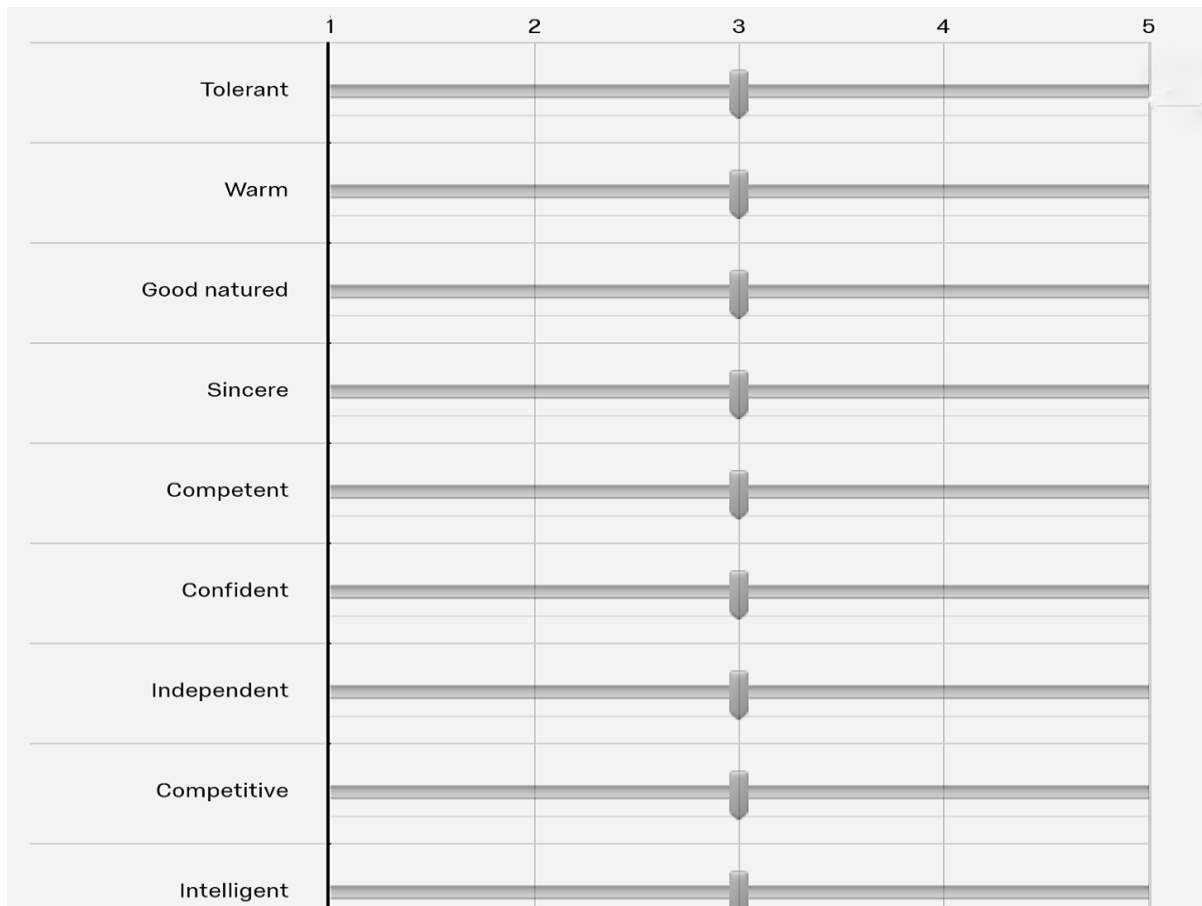 1 2 3 4 5
Tolerant
Warm
Good natured
Sincere
Competent
Confident
Independent
Competitive
Intelligent